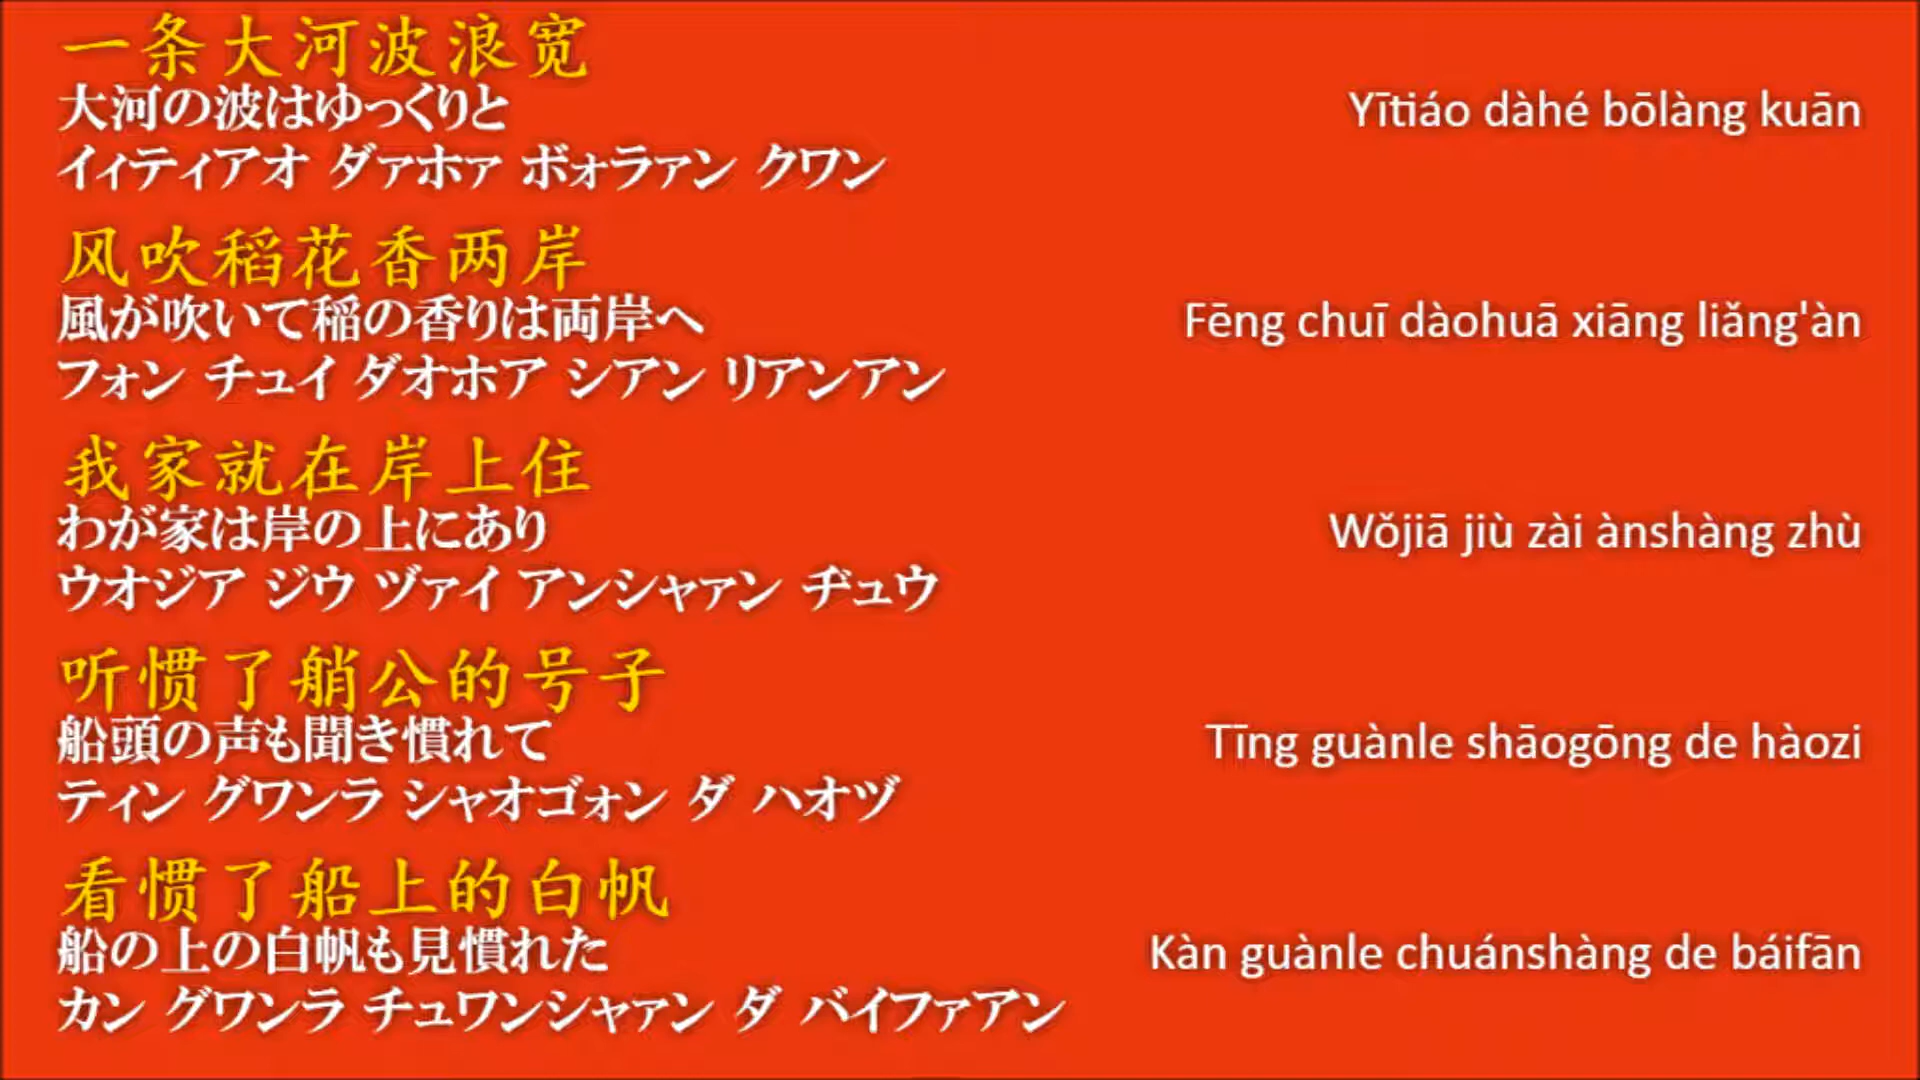 一条大河波浪宽
大河の波はゆっくりと
Yītiáo dàhé bōlàng kuān
イィティアオ ダァホァ ボォラァン クワン
风吹稻花香两岸
風が吹いて稲の香りは両岸へ
Fēng chuī dàohuā xiāng liǎng'àn
フォン チュイ ダオホア シアン リアンアン
我家就在岸上住
わが家は岸の上にあり
Wǒjiā jiù zài ànshàng zhù
ウオジア ジウ ヅァイ アンシャァン ヂュウ
听惯了艄公的号子
船頭の声も聞き慣れて
Tīng guànle shāogōng de hàozi
ティン グワンラ シャオゴォン ダ ハオヅ
看惯了船上的白帆
船の上の白帆も見慣れた
Kàn guànle chuánshàng de báifān
カン グワンラ チュワンシャァン ダ バイファアン